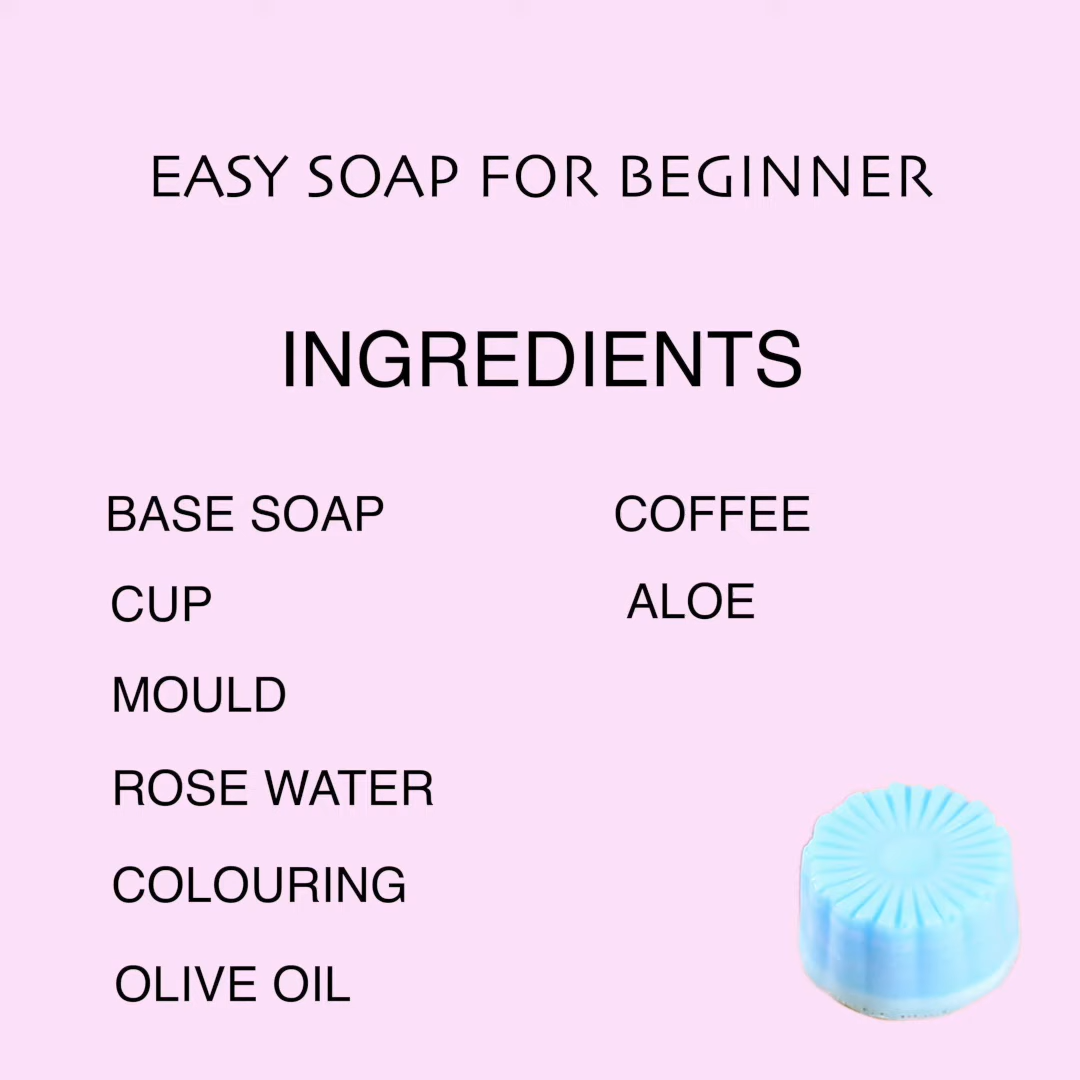 EASY SOAP FOR BEGINNER
INGREDIENTS
BASE SOAP
CUP
MOULD
ROSE WATER
COLOURING
OLIVE OIL
COFFEE
ALOE